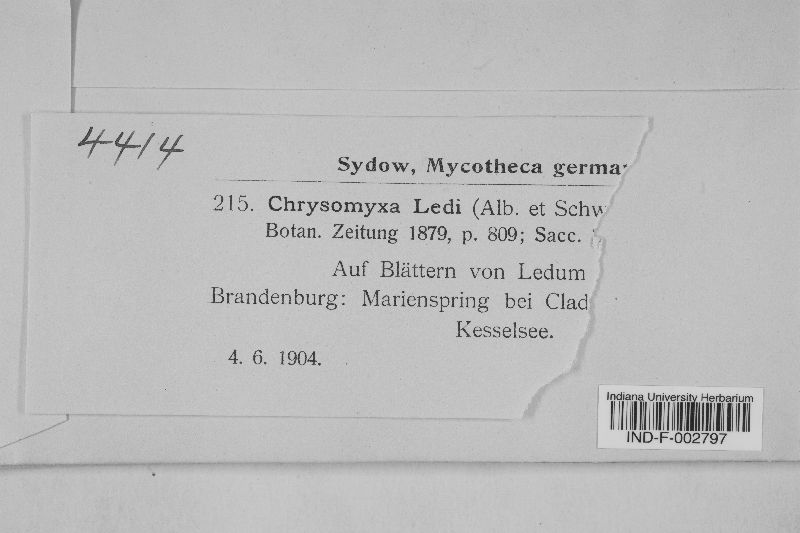 4414
Sydow, Mycotheca germa
215. Chrysomyxa Ledi (Alb. et Schw
Botan. Zeitung 1879, p. 809; Sacc.
Auf Blättern von Ledum
Brandenburg: Marienspring bei Clad
Kesselsee.
4. 6. 1904.
Indiana University Herbarium
IND-F-002797